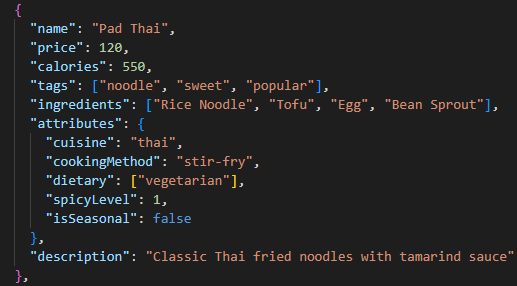 {
"name": "Pad Thai",
"price": 120,
"calories": 550,
"tags": ["noodle", "sweet", "popular"],
"ingredients": ["Rice Noodle", "Tofu", "Egg", "Bean Sprout"],
"attributes": {
"cuisine": "thai",
"cookingMethod": "stir-fry",
"dietary": ["vegetarian"],
"spicyLevel": 1,
"isSeasonal": false
},
"description": "Classic Thai fried noodles with tamarind sauce"
},